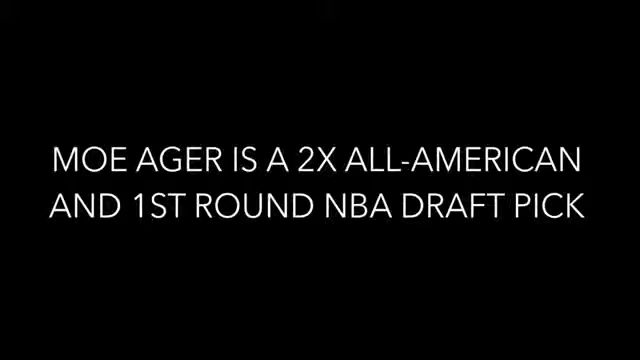 MOE AGER IS A 2X ALL-AMERICAN
AND 1ST ROUND NBA DRAFT PICK